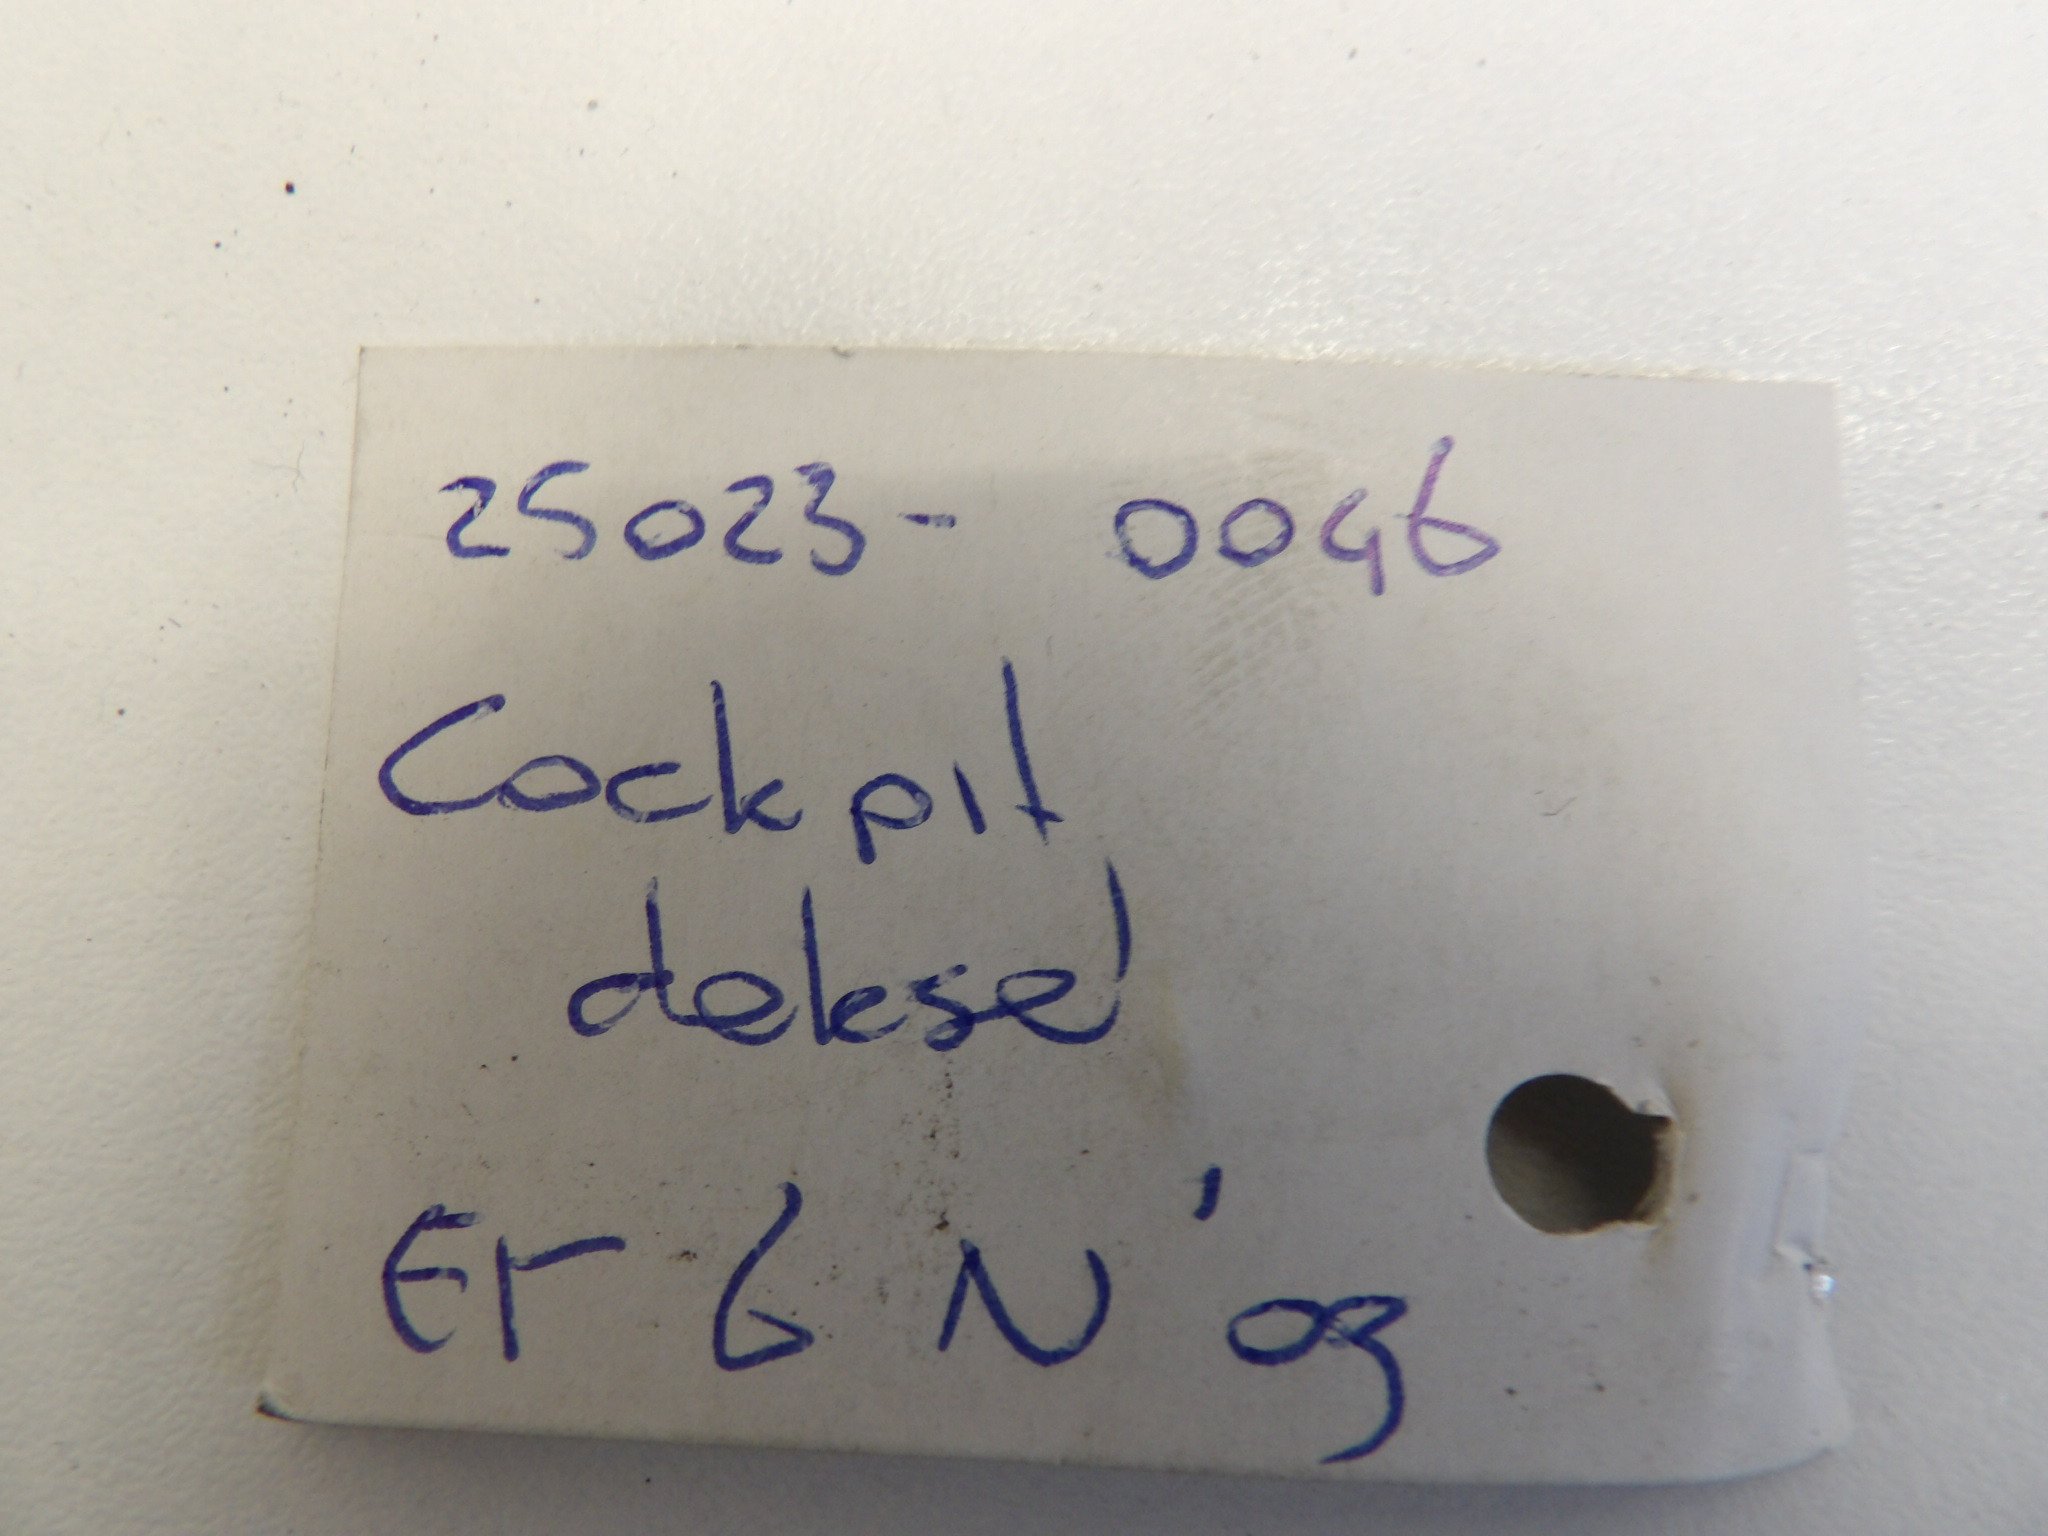 25023- 0046
Cockpit
deksel
Er 6 N '09